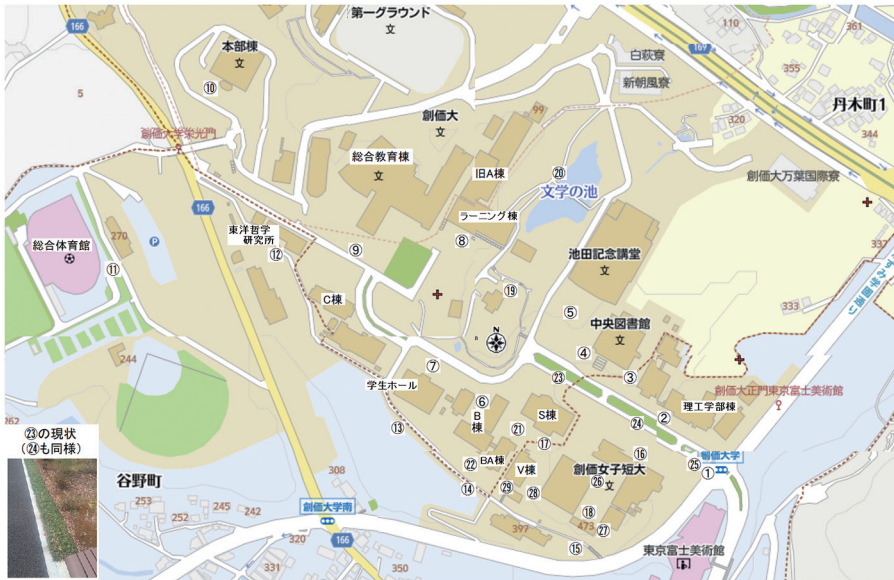 第一グラウンド
文
166
本部棟
文
⑩
110
361
169
355
白萩寮
新朝風寮
丹木町1
320
344
5
創価大学栄光門
創価大
文
99
総合教育棟
文
旧A棟
⑳
文学の池
創価大万葉国際寮
166
ラーニング棟
東洋哲学
研究所
⑫
⑨
⑧
池田記念講堂
文
337
総合体育館
270
P
⑪
C棟
⑲
⑤
333
N
中央図書館
文
④
244
学生ホール
⑦
㉓
③
創価大正門東京富士美術館
262
⑥
B
棟
S棟
②
理工学部棟
㉔
㉓の現状
(㉔も同様)
⑬
㉑
⑰
⑯
創価大学
㉕
①
谷野町
308
㉒
BA棟
V棟
創価女子短大
文
㉖
253
245
242
252
⑭
㉙
㉘
創価大学南
⑱
473
㉗
320
166
397
⑮
331
350
東京富士美術館